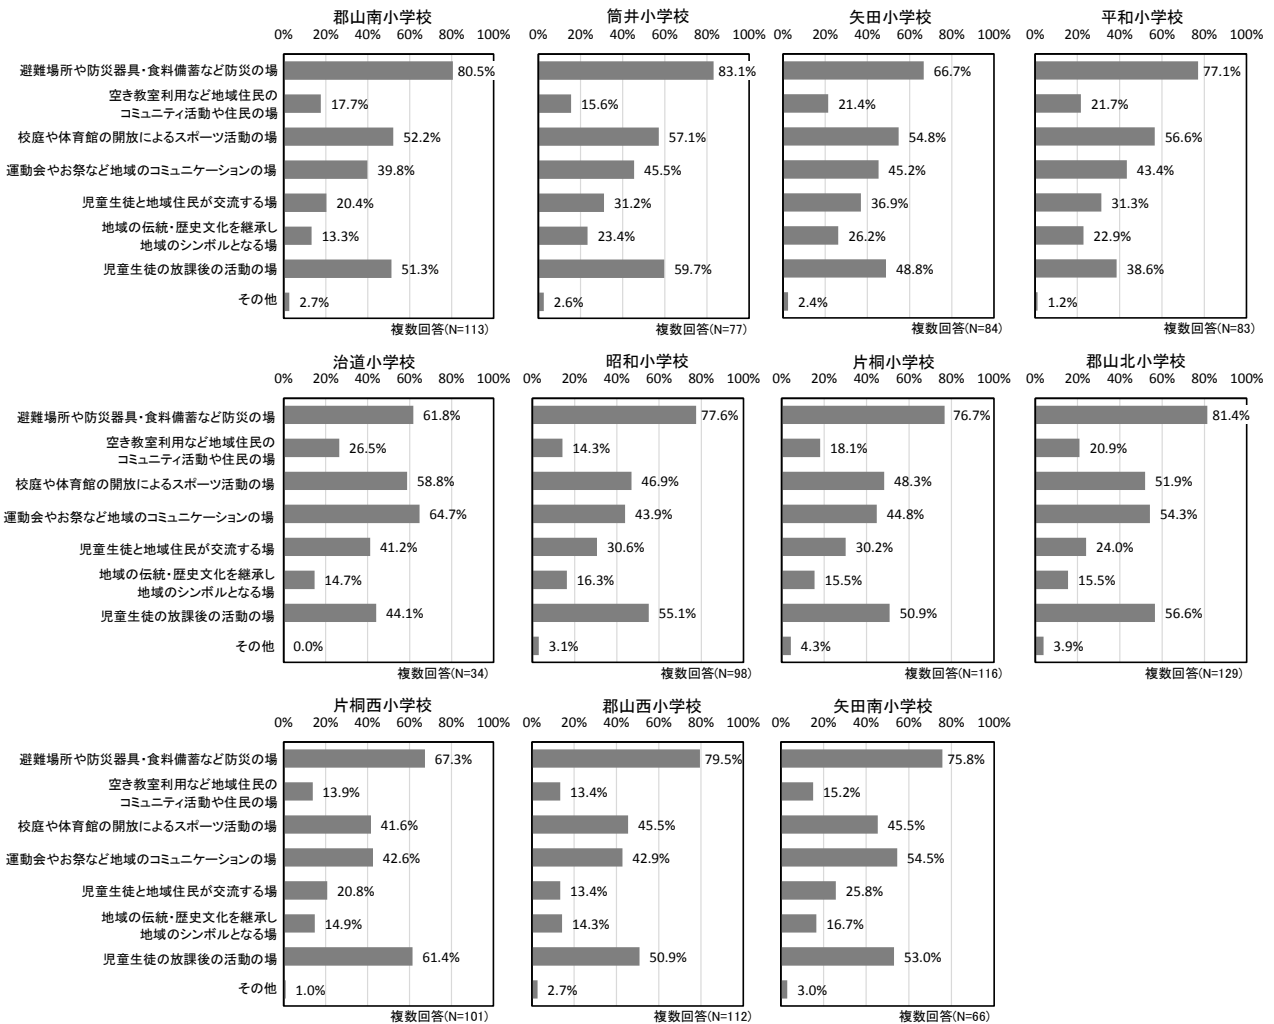 郡山南小学校
0% 20% 40% 60% 80% 100%
避難場所や防災器具・食料備蓄など防災の場 80.5%
空き教室利用など地域住民の
コミュニティ活動や住民の場 17.7%
校庭や体育館の開放によるスポーツ活動の場 52.2%
運動会やお祭など地域のコミュニケーションの場 39.8%
児童生徒と地域住民が交流する場 20.4%
地域の伝統・歴史文化を継承し
地域のシンボルとなる場 13.3%
児童生徒の放課後の活動の場 51.3%
その他 2.7%
複数回答(N=113)
筒井小学校
0% 20% 40% 60% 80% 100%
83.1%
15.6%
57.1%
45.5%
31.2%
23.4%
59.7%
2.6%
複数回答(N=77)
矢田小学校
0% 20% 40% 60% 80% 100%
66.7%
21.4%
54.8%
45.2%
36.9%
26.2%
48.8%
2.4%
複数回答(N=84)
平和小学校
0% 20% 40% 60% 80% 100%
77.1%
21.7%
56.6%
43.4%
31.3%
22.9%
38.6%
1.2%
複数回答(N=83)
治道小学校
0% 20% 40% 60% 80% 100%
避難場所や防災器具・食料備蓄など防災の場 61.8%
空き教室利用など地域住民の
コミュニティ活動や住民の場 26.5%
校庭や体育館の開放によるスポーツ活動の場 58.8%
運動会やお祭など地域のコミュニケーションの場 64.7%
児童生徒と地域住民が交流する場 41.2%
地域の伝統・歴史文化を継承し
地域のシンボルとなる場 14.7%
児童生徒の放課後の活動の場 44.1%
その他 0.0%
複数回答(N=34)
昭和小学校
0% 20% 40% 60% 80% 100%
77.6%
14.3%
46.9%
43.9%
30.6%
16.3%
55.1%
3.1%
複数回答(N=98)
片桐小学校
0% 20% 40% 60% 80% 100%
76.7%
18.1%
48.3%
44.8%
30.2%
15.5%
50.9%
4.3%
複数回答(N=116)
郡山北小学校
0% 20% 40% 60% 80% 100%
81.4%
20.9%
51.9%
54.3%
24.0%
15.5%
56.6%
3.9%
複数回答(N=129)
片桐西小学校
0% 20% 40% 60% 80% 100%
避難場所や防災器具・食料備蓄など防災の場 67.3%
空き教室利用など地域住民の
コミュニティ活動や住民の場 13.9%
校庭や体育館の開放によるスポーツ活動の場 41.6%
運動会やお祭など地域のコミュニケーションの場 42.6%
児童生徒と地域住民が交流する場 20.8%
地域の伝統・歴史文化を継承し
地域のシンボルとなる場 14.9%
児童生徒の放課後の活動の場 61.4%
その他 1.0%
複数回答(N=101)
郡山西小学校
0% 20% 40% 60% 80% 100%
79.5%
13.4%
45.5%
42.9%
13.4%
14.3%
50.9%
2.7%
複数回答(N=112)
矢田南小学校
0% 20% 40% 60% 80% 100%
75.8%
15.2%
45.5%
54.5%
25.8%
16.7%
53.0%
3.0%
複数回答(N=66)